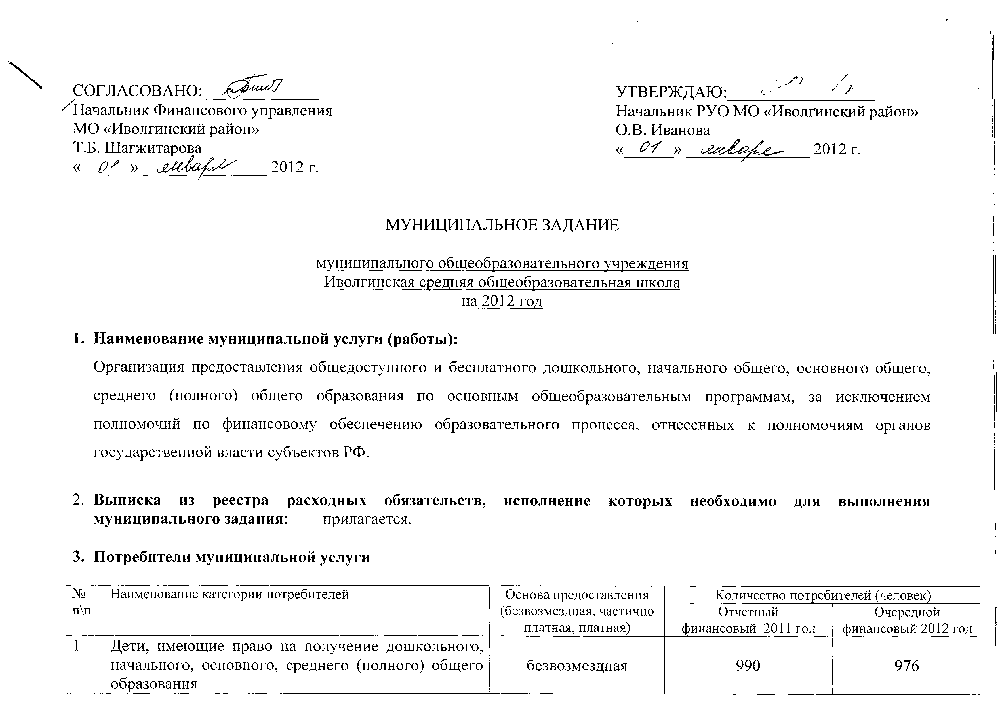 СОГЛАСОВАНО:
Начальник Финансового управления
МО «Иволгинский район»
Т.Б. Шагжитарова
« 01 » января 2012 г.
УТВЕРЖДАЮ:
Начальник РУО МО «Иволгинский район»
О.В. Иванова
« 01 » января 2012 г.
МУНИЦИПАЛЬНОЕ ЗАДАНИЕ
муниципального общеобразовательного учреждения
Иволгинская средняя общеобразовательная школа
на 2012 год
1. Наименование муниципальной услуги (работы):
Организация предоставления общедоступного и бесплатного дошкольного, начального общего, основного общего,
среднего (полного) общего образования по основным общеобразовательным программам, за исключением
полномочий по финансовому обеспечению образовательного процесса, отнесенных к полномочиям органов
государственной власти субъектов РФ.
2. Выписка из реестра расходных обязательств, исполнение которых необходимо для выполнения
муниципального задания: прилагается.
3. Потребители муниципальной услуги
№
п\п
Наименование категории потребителей
Основа предоставления
(безвозмездная, частично
платная, платная)
Количество потребителей (человек)
Отчетный
финансовый 2011 год
Очередной
финансовый 2012 год
1
Дети, имеющие право на получение дошкольного,
начального, основного, среднего (полного) общего
образования
безвозмездная
990
976